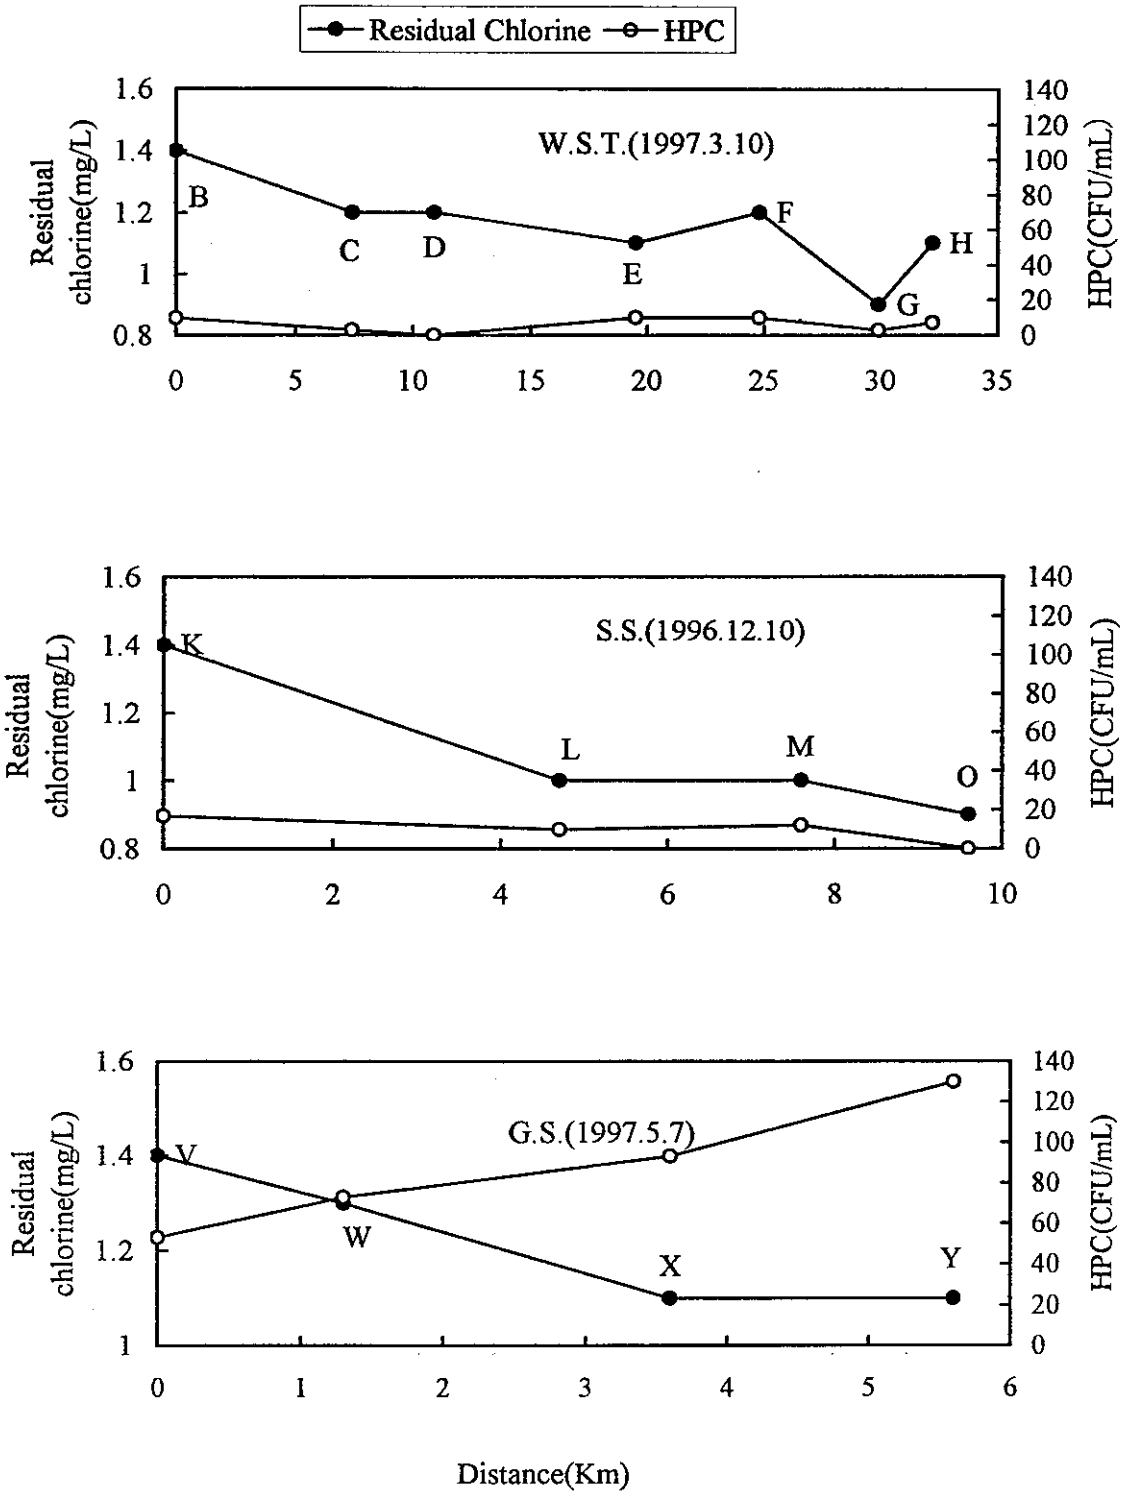 Residual Chlorine HPC
1.6
1.4
1.2
1
0.8
Residual
chlorine(mg/L)
W.S.T.(1997.3.10)
B
C
D
E
F
G
H
140
120
100
80
60
40
20
0
HPC(CFU/mL)
0 5 10 15 20 25 30 35
1.6
1.4
1.2
1
0.8
Residual
chlorine(mg/L)
S.S.(1996.12.10)
K
L
M
O
140
120
100
80
60
40
20
0
HPC(CFU/mL)
0 2 4 6 8 10
1.6
1.4
1.2
1
Residual
chlorine(mg/L)
G.S.(1997.5.7)
V
W
X
Y
140
120
100
80
60
40
20
0
HPC(CFU/mL)
0 1 2 3 4 5 6
Distance(Km)